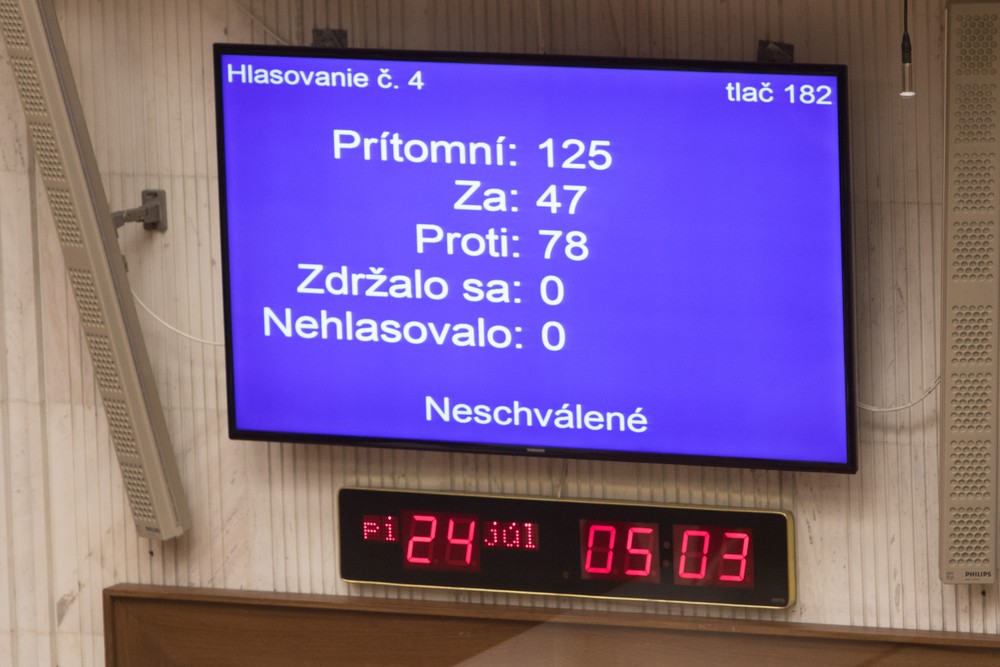 Hlasovanie č. 4
tlač 182
Prítomní: 125
Za: 47
Proti: 78
Zdržalo sa: 0
Nehlasovalo: 0
Neschválené
pi 24 júl 05:03
PHILIPS